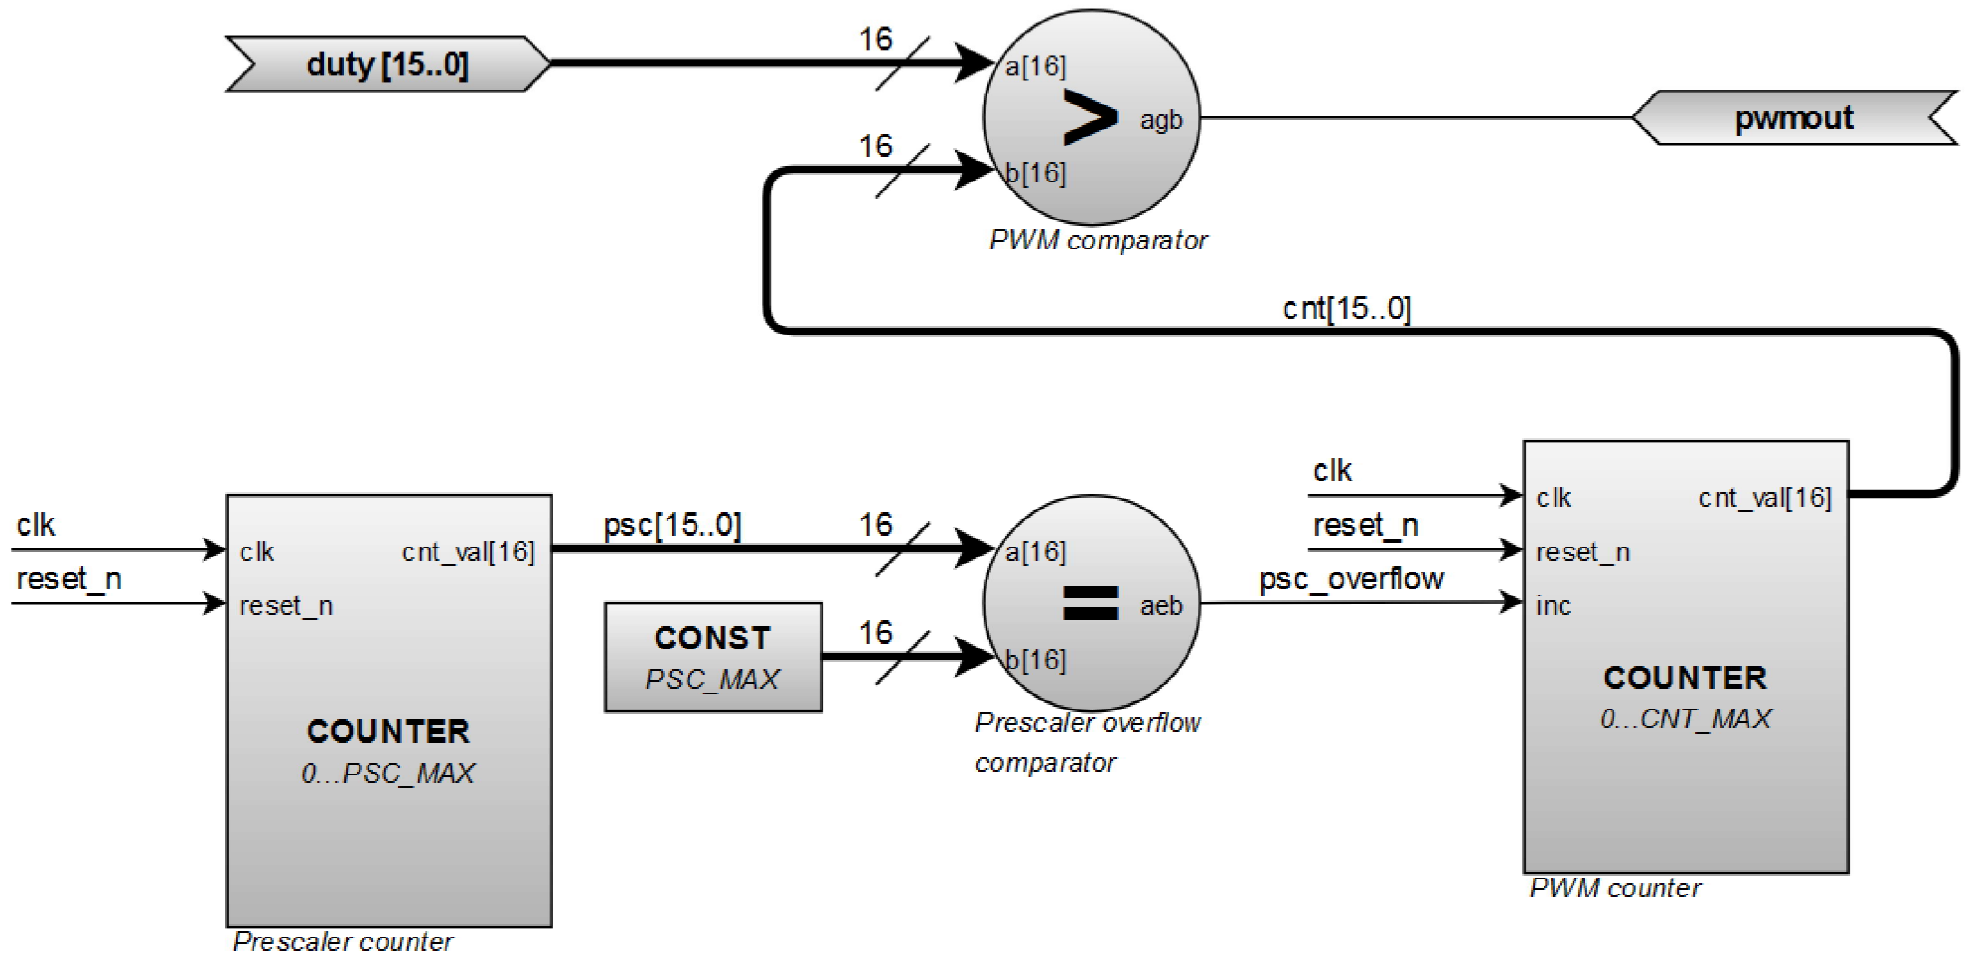 duty [15..0]
16
a[16]
>
agb
pwmout
16
b[16]
PWM comparator
cnt[15..0]
clk
reset_n
clk
reset_n
cnt_val[16]
COUNTER
0...PSC_MAX
Prescaler counter
psc[15..0]
16
a[16]
=
aeb
CONST
PSC_MAX
16
b[16]
Prescaler overflow
comparator
clk
reset_n
psc_overflow
clk
reset_n
inc
cnt_val[16]
COUNTER
0...CNT_MAX
PWM counter